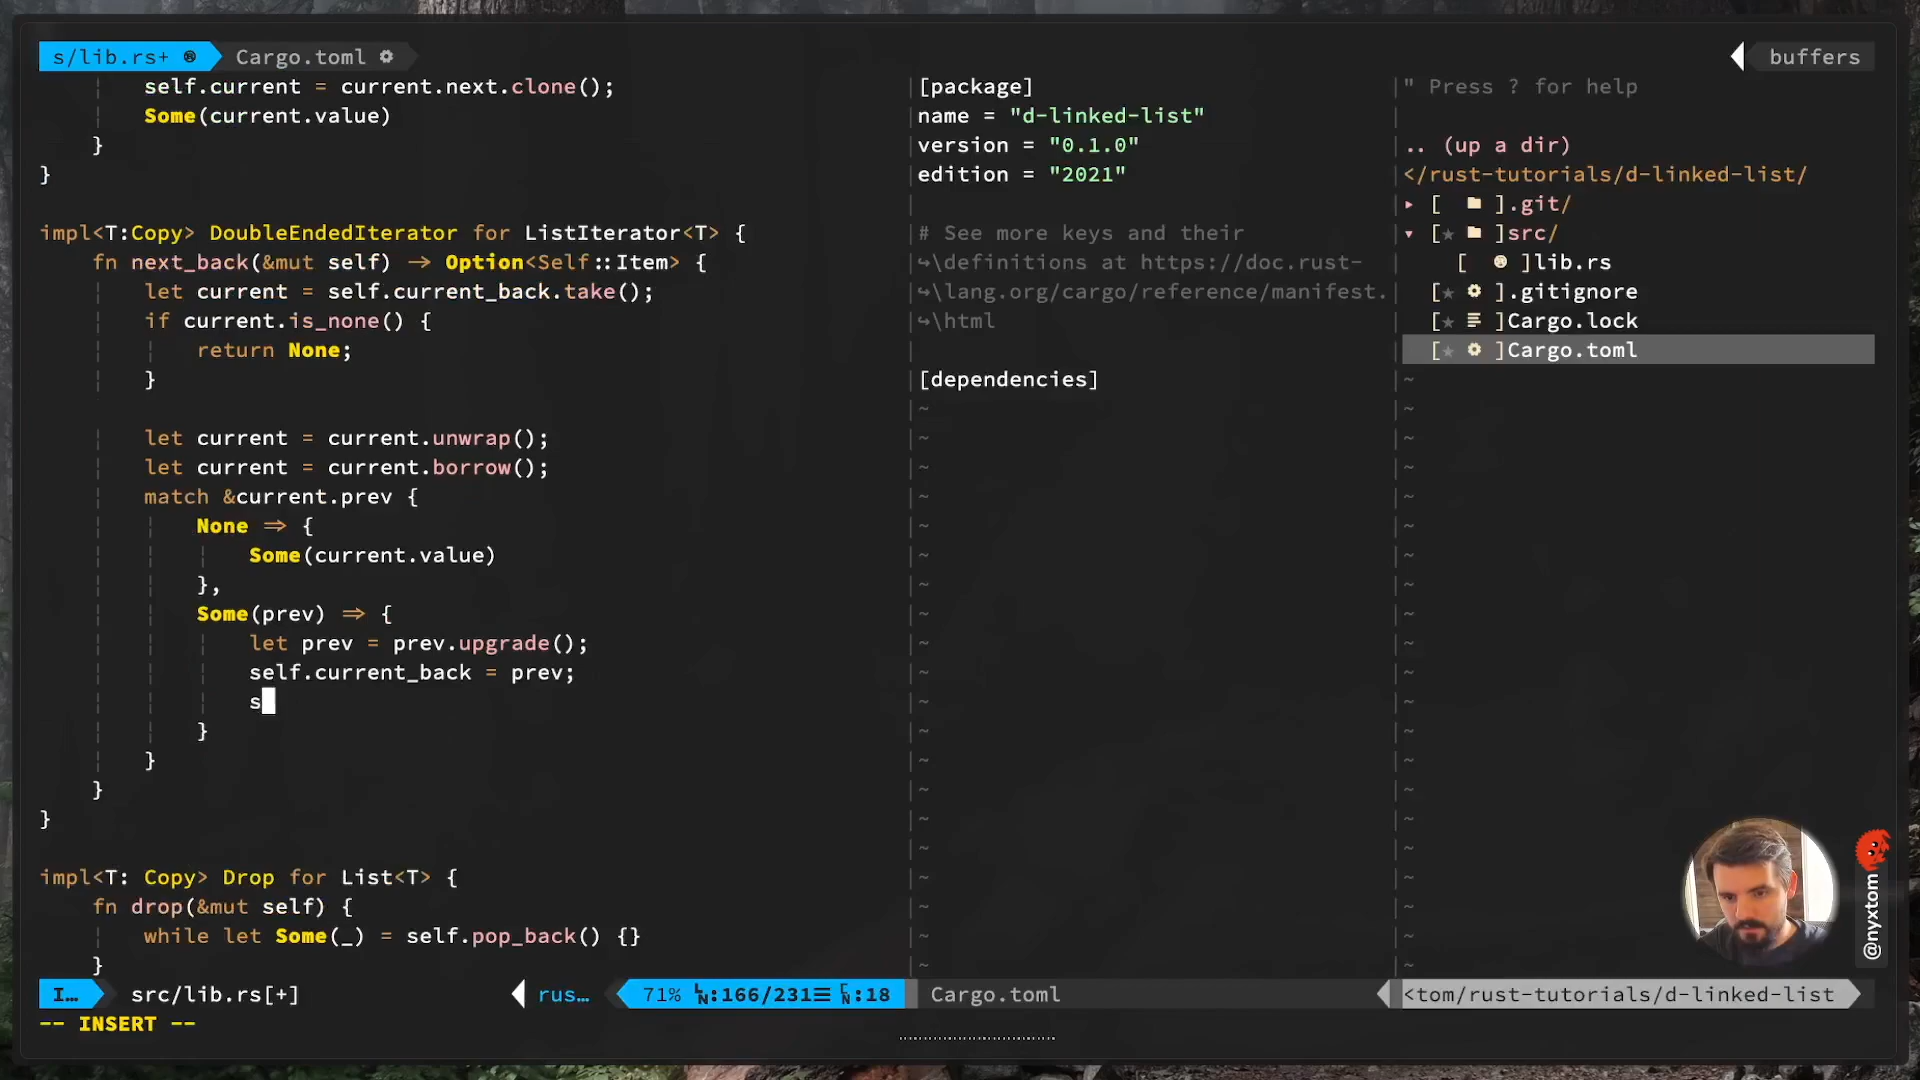 s/lib.rs+
Cargo.toml
buffers
self.current = current.next.clone();
Some(current.value)
}
}
impl<T:Copy> DoubleEndedIterator for ListIterator<T> {
fn next_back(&mut self) -> Option<Self::Item> {
let current = self.current_back.take();
if current.is_none() {
return None;
}
let current = current.unwrap();
let current = current.borrow();
match &current.prev {
None => {
Some(current.value)
},
Some(prev) => {
let prev = prev.upgrade();
self.current_back = prev;
s
}
}
}
}
impl<T: Copy> Drop for List<T> {
fn drop(&mut self) {
while let Some(_) = self.pop_back() {}
}
[package]
name = "d-linked-list"
version = "0.1.0"
edition = "2021"
# See more keys and their
↪\definitions at https://doc.rust-
↪\lang.org/cargo/reference/manifest.
↪\html
[dependencies]
" Press ? for help
.. (up a dir)
</rust-tutorials/d-linked-list/
▸ [ ].git/
▾ [★ ]src/
[ ]lib.rs
[★ ].gitignore
[★ ]Cargo.lock
[★ ]Cargo.toml
@nyxtom
I… src/lib.rs[+]
rus… 71% LN:166/231☰ CN:18
Cargo.toml
<tom/rust-tutorials/d-linked-list
-- INSERT --